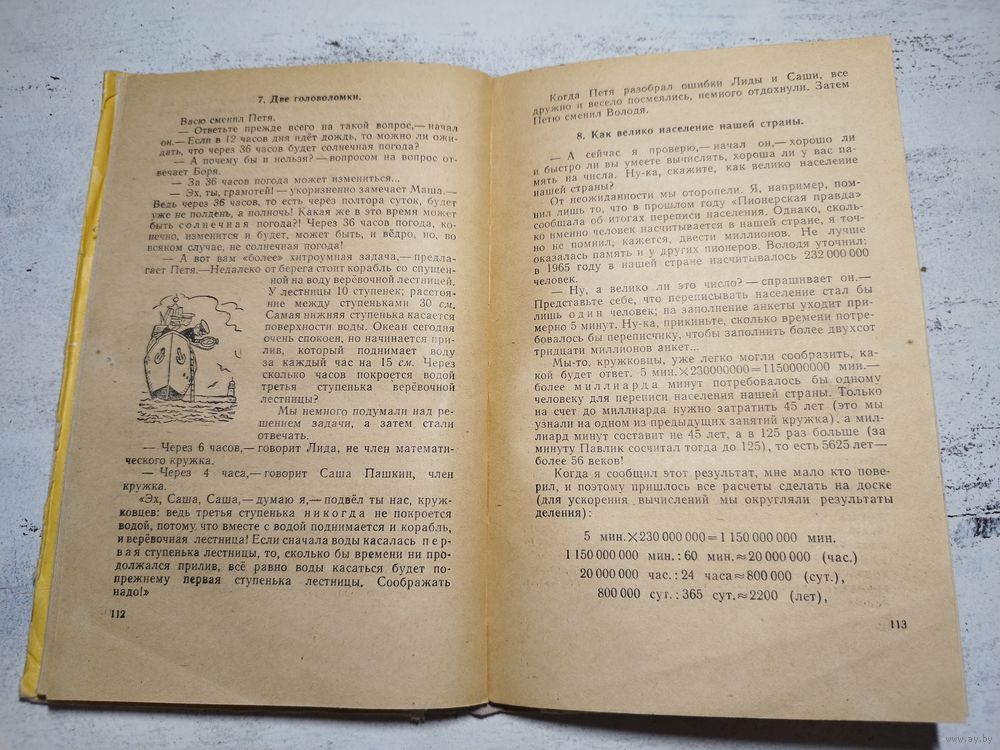 7. Две головоломки.
Васю сменил Петя.
— Ответьте прежде всего на такой вопрос,— начал
он.— Если в 12 часов дня идёт дождь, то можно ли ожи-
дать, что через 36 часов будет солнечная погода?
— А почему бы и нельзя? — вопросом на вопрос от-
вечает Боря.
— За 36 часов погода может измениться...
— Эх, ты, грамотей! — укоризненно замечает Маша.—
Ведь через 36 часов, то есть через полтора суток, будет
уже не полдень, а полночь! Какая же в это время может
быть солнечная погода?! Через 36 часов погода, ко-
нечно, изменится и будет, может быть, и вёдро, но, во
всяком случае, не солнечная погода!
— А вот вам «более» хитроумная задача,— предла-
гает Петя.— Недалеко от берега стоит корабль со спущен-
ной на воду верёвочной лестницей.
У лестницы 10 ступенек; расстоя-
ние между ступеньками 30 см.
Самая нижняя ступенька касается
поверхности воды. Океан сегодня
очень спокоен, но начинается при-
лив, который поднимает воду
за каждый час на 15 см. Через
сколько часов покроется водой
третья ступенька верёвочной
лестницы?
Мы немного подумали над ре-
шением задачи, а затем стали
отвечать.
— Через 6 часов,— говорит Лида, не член математи-
ческого кружка.
— Через 4 часа,— говорит Саша Пашкин, член
кружка.
«Эх, Саша, Саша,— думаю я,— подвёл ты нас, круж-
ковцев: ведь третья ступенька никогда не покроется
водой, потому что вместе с водой поднимается и корабль,
и верёвочная лестница! Если сначала воды касалась пер-
вая ступенька лестницы, то, сколько бы времени ни про-
должался прилив, всё равно воды касаться будет по-
прежнему первая ступенька лестницы. Соображать
надо!»
112
Когда Петя разобрал ошибки Лиды и Саши, все
дружно и весело посмеялись, немного отдохнули. Затем
Петю сменил Володя.
8. Как велико население нашей страны.
— А сейчас я проверю,— начал он,— хорошо ли
и быстро ли вы умеете вычислять, хороша ли у вас па-
мять на числа. Ну-ка, скажите, как велико население
нашей страны?
От неожиданности мы оторопели. Я, например, пом-
нил лишь то, что в прошлом году «Пионерская правда»
сообщала об итогах переписи населения. Однако, сколь-
ко именно человек насчитывается в нашей стране, я точ-
но не помнил, кажется, двести миллионов. Не лучше
оказалась память и у других пионеров. Володя уточнил:
в 1965 году в нашей стране насчитывалось 232 000 000
человек.
— Ну, а велико ли это число? — спрашивает он.—
Представьте себе, что переписывать население стал бы
лишь один человек; на заполнение анкеты уходит при-
мерно 5 минут. Ну-ка, прикиньте, сколько времени потре-
бовалось бы переписчику, чтобы заполнить более двухсот
тридцати миллионов анкет...
Мы-то, кружковцы, уже легко могли сообразить, ка-
кой будет ответ. 5 мин.×230000000=1150000000 мин.—
более миллиарда минут потребовалось бы одному
человеку для переписи населения нашей страны. Только
на счет до миллиарда нужно затратить 45 лет (это мы
узнали на одном из предыдущих занятий кружка), а мил-
лиард минут составит не 45 лет, а в 125 раз больше (за
минуту Павлик сосчитал тогда до 125), то есть 5625 лет—
более 56 веков!
Когда я сообщил этот результат, мне мало кто пове-
рил, и поэтому пришлось все расчеты сделать на доске
(для ускорения вычислений мы округляли результаты
деления):
5 мин.×230 000 000=1 150 000 000 мин.
1 150 000 000 мин.:60 мин.≈20 000 000 (час.)
20 000 000 час.:24 часа≈800 000 (сут.),
800 000 сут.:365 сут.≈2200 (лет),
113
www.ay.by